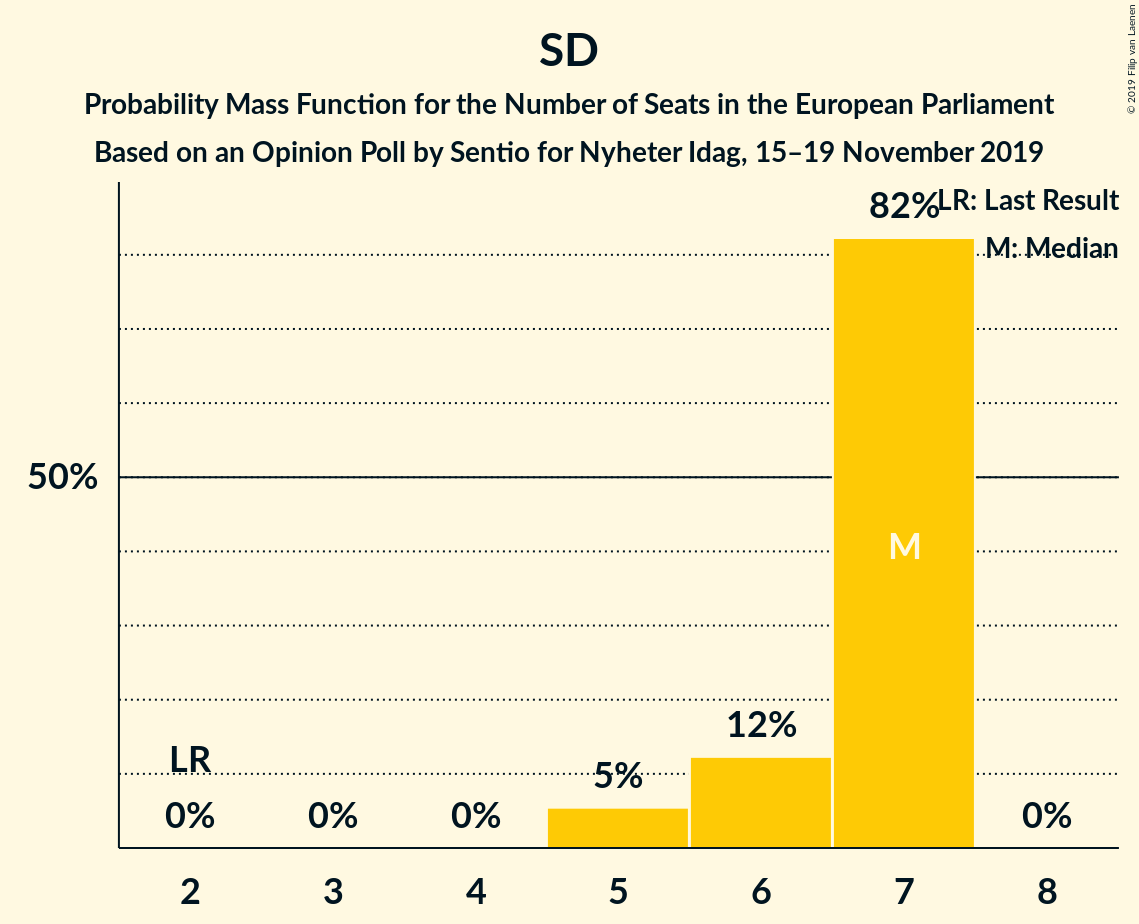 SD
Probability Mass Function for the Number of Seats in the European Parliament
Based on an Opinion Poll by Sentio for Nyheter Idag, 15–19 November 2019
© 2019 Filip van Laenen
LR: Last Result
M: Median
82%
50%
M
12%
LR
5%
0% 0% 0% 0%
2 3 4 5 6 7 8